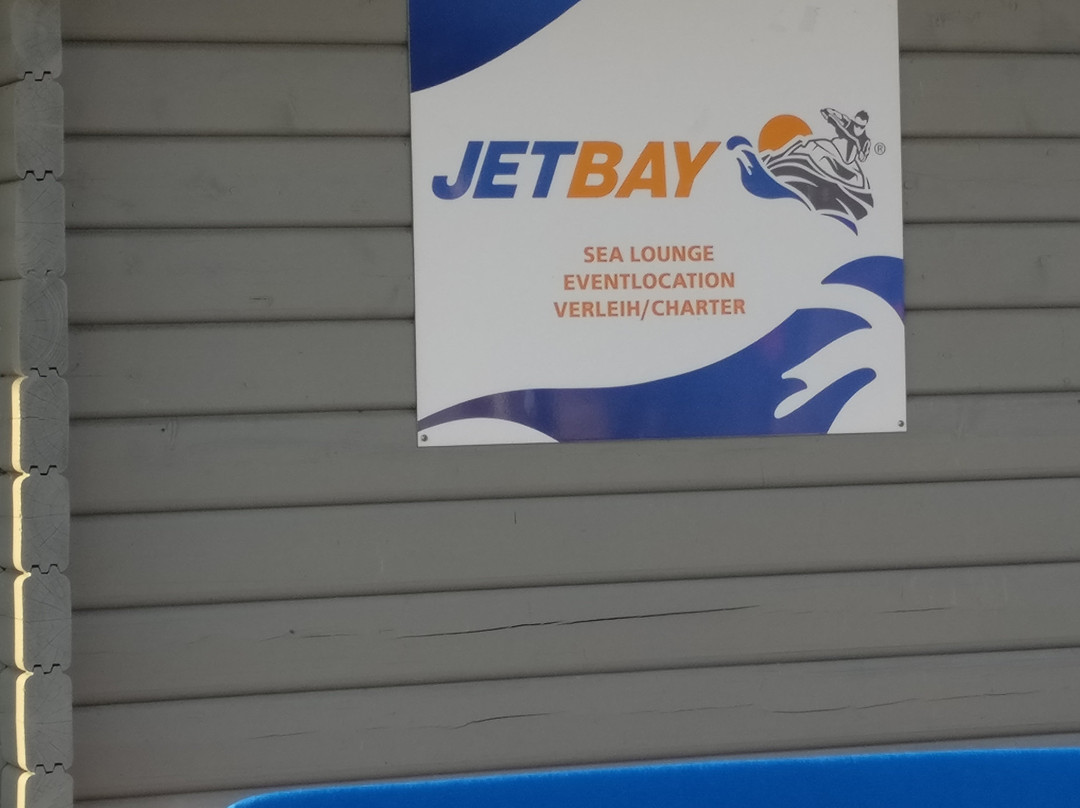 JETBAY ®
SEA LOUNGE
EVENTLOCATION
VERLEIH/CHARTER